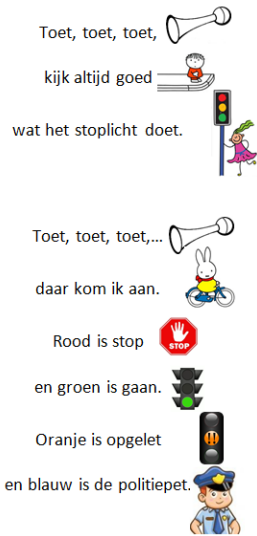 Toet, toet, toet,
kijk altijd goed
wat het stoplicht doet.
Toet, toet, toet,...
daar kom ik aan.
Rood is stop
STOP
en groen is gaan.
Oranje is opgelet
en blauw is de politiepet.